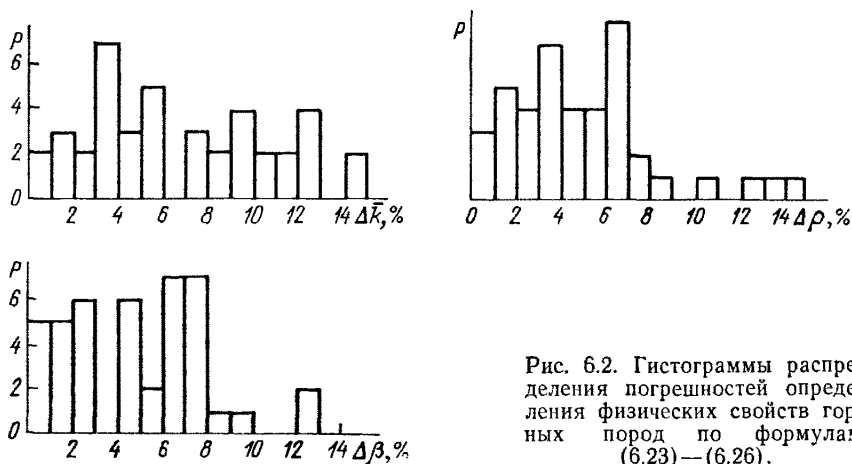 P
6
4
2
0
2 4 6 8 10 12 14 Δk̄,%
P
0 2 4 6 8 10 12 14 Δρ,%
P
6
4
2
0
2 4 6 8 10 12 14 Δβ,%
Рис. 6.2. Гистограммы распре-
деления погрешностей опреде-
ления физических свойств гор-
ных пород по формулам
(6.23)—(6.26).